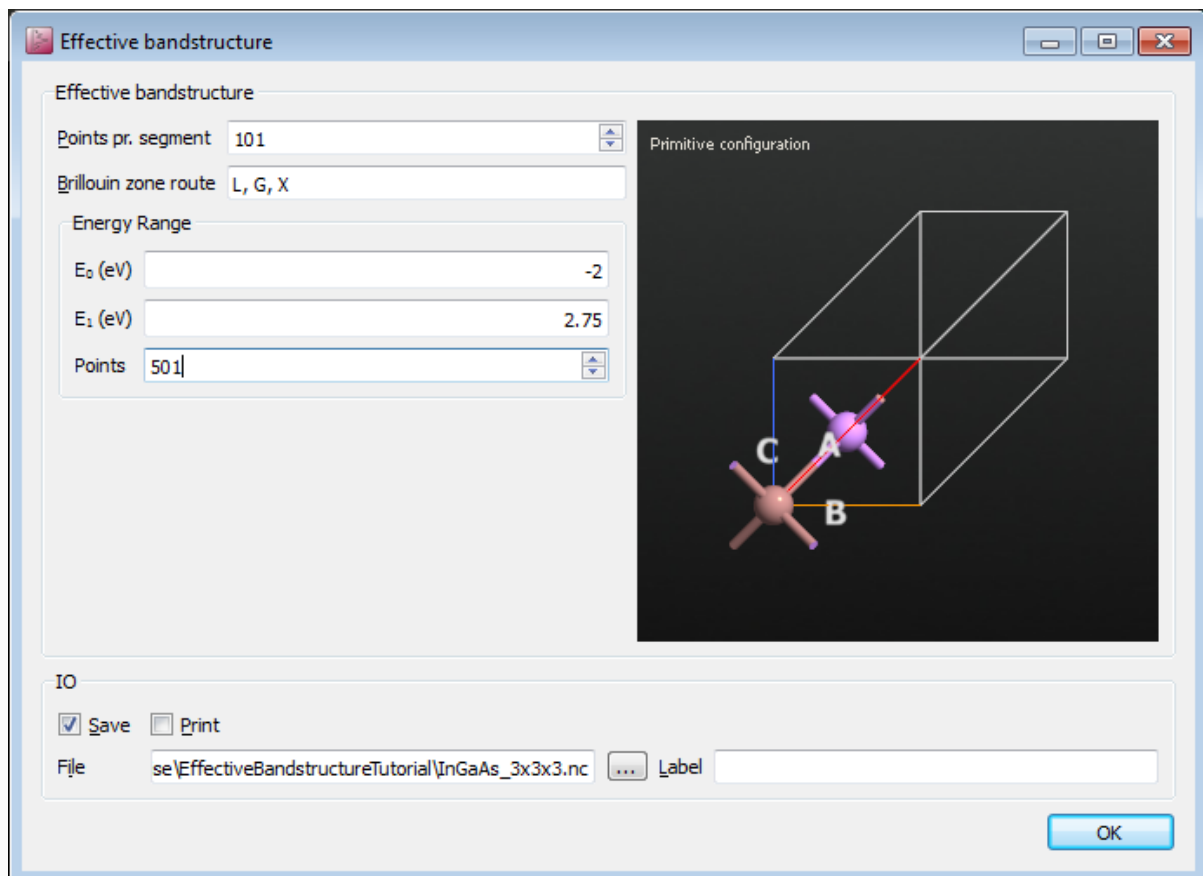 Effective bandstructure
Effective bandstructure
Points pr. segment 101
Brillouin zone route L, G, X
Energy Range
E₀ (eV) -2
E₁ (eV) 2.75
Points 501
Primitive configuration
C A
B
IO
Save Print
File se\EffectiveBandstructureTutorial\InGaAs_3x3x3.nc ... Label
OK